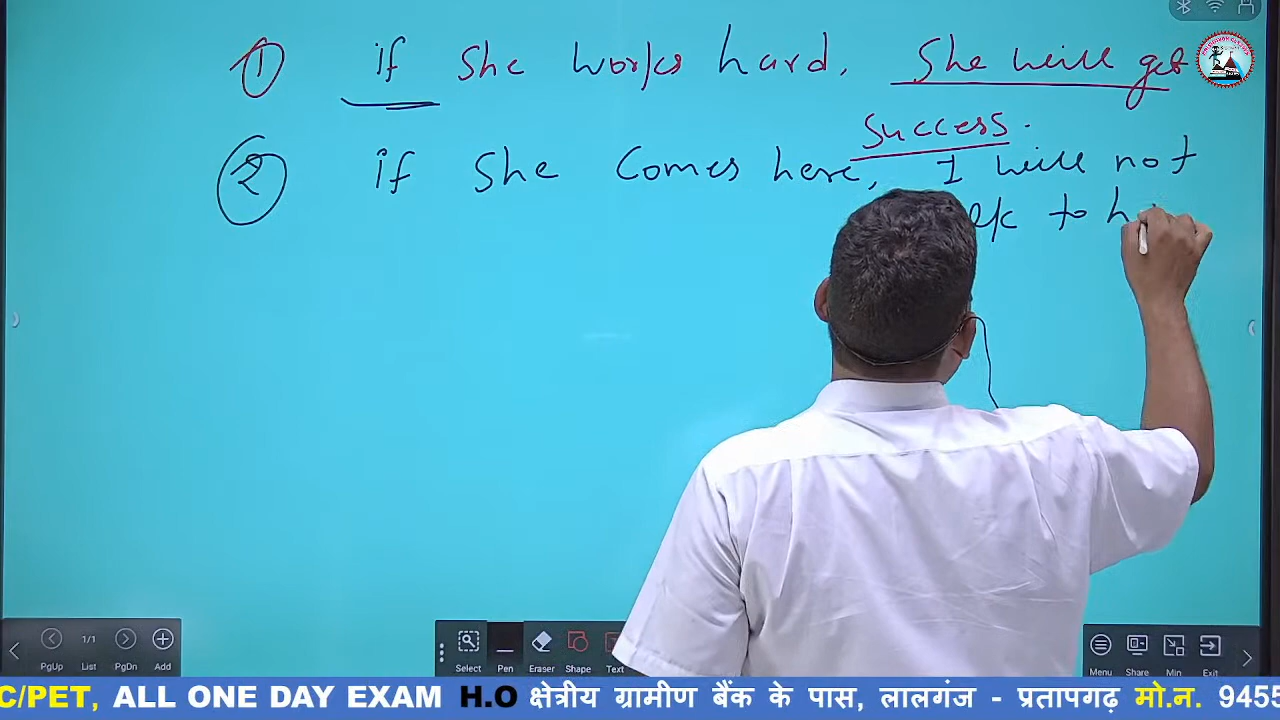 ① if She works hard. She will get
Success.
② if She Comes here, I will not
to
PgUp 1/1 List PgDn Add Select Pen Eraser Shape Text Menu Share Min Exit
C/PET, ALL ONE DAY EXAM H.O क्षेत्रीय ग्रामीण बैंक के पास, लालगंज - प्रतापगढ़ मो.न. 9455